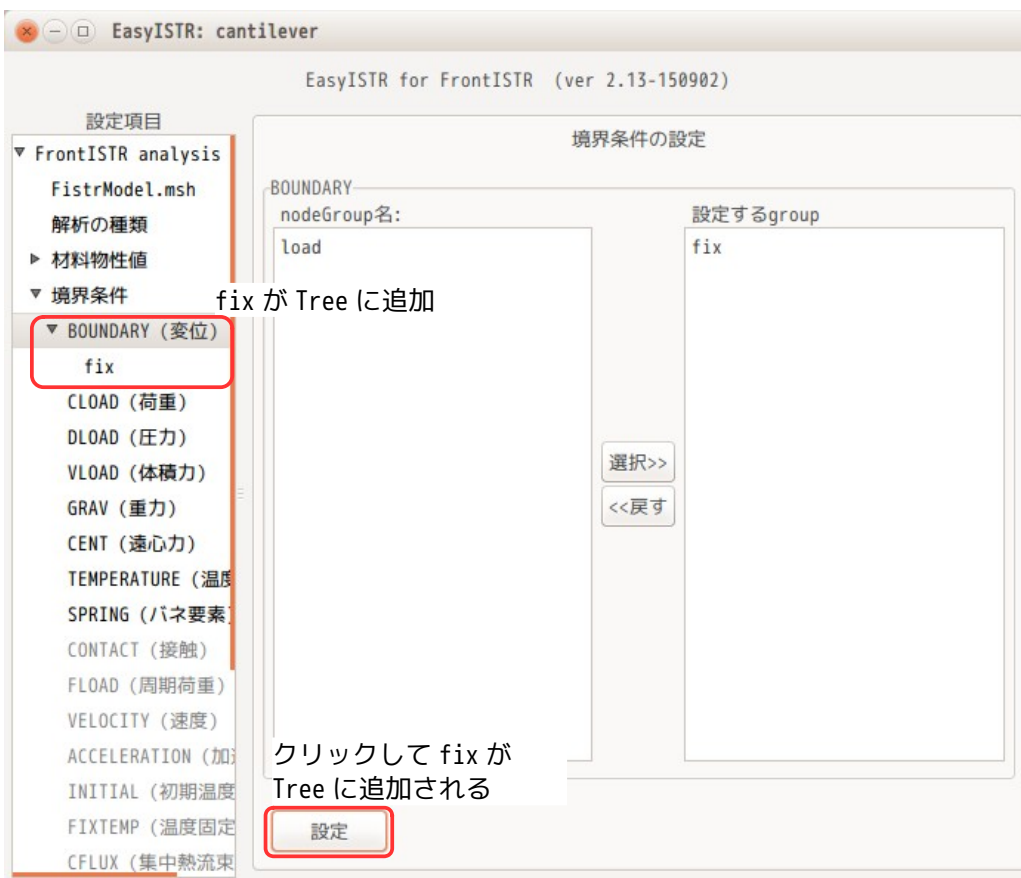 EasyISTR: cantilever
EasyISTR for FrontISTR (ver 2.13-150902)
設定項目
FrontISTR analysis
FistrModel.msh
解析の種類
材料物性値
境界条件
BOUNDARY (変位)
fix
CLOAD (荷重)
DLOAD (圧力)
VLOAD (体積力)
GRAV (重力)
CENT (遠心力)
TEMPERATURE (温度
SPRING (バネ要素)
CONTACT (接触)
FLOAD (周期荷重)
VELOCITY (速度)
ACCELERATION (加
INITIAL (初期温度
FIXTEMP (温度固定
CFLUX (集中熱流束
境界条件の設定
BOUNDARY
nodeGroup名:
load
fix が Tree に追加
選択>>
<<戻す
設定するgroup
fix
クリックして fix が
Tree に追加される
設定